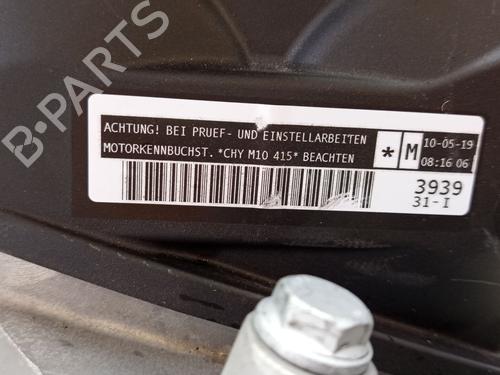 B-PARTS
ACHTUNG! BEI PRUEF- UND EINSTELLARBEITEN
MOTORKENNBUCHST. *CHY M10 415* BEACHTEN
* M
10-05-19
08:16 06
3939
31-I